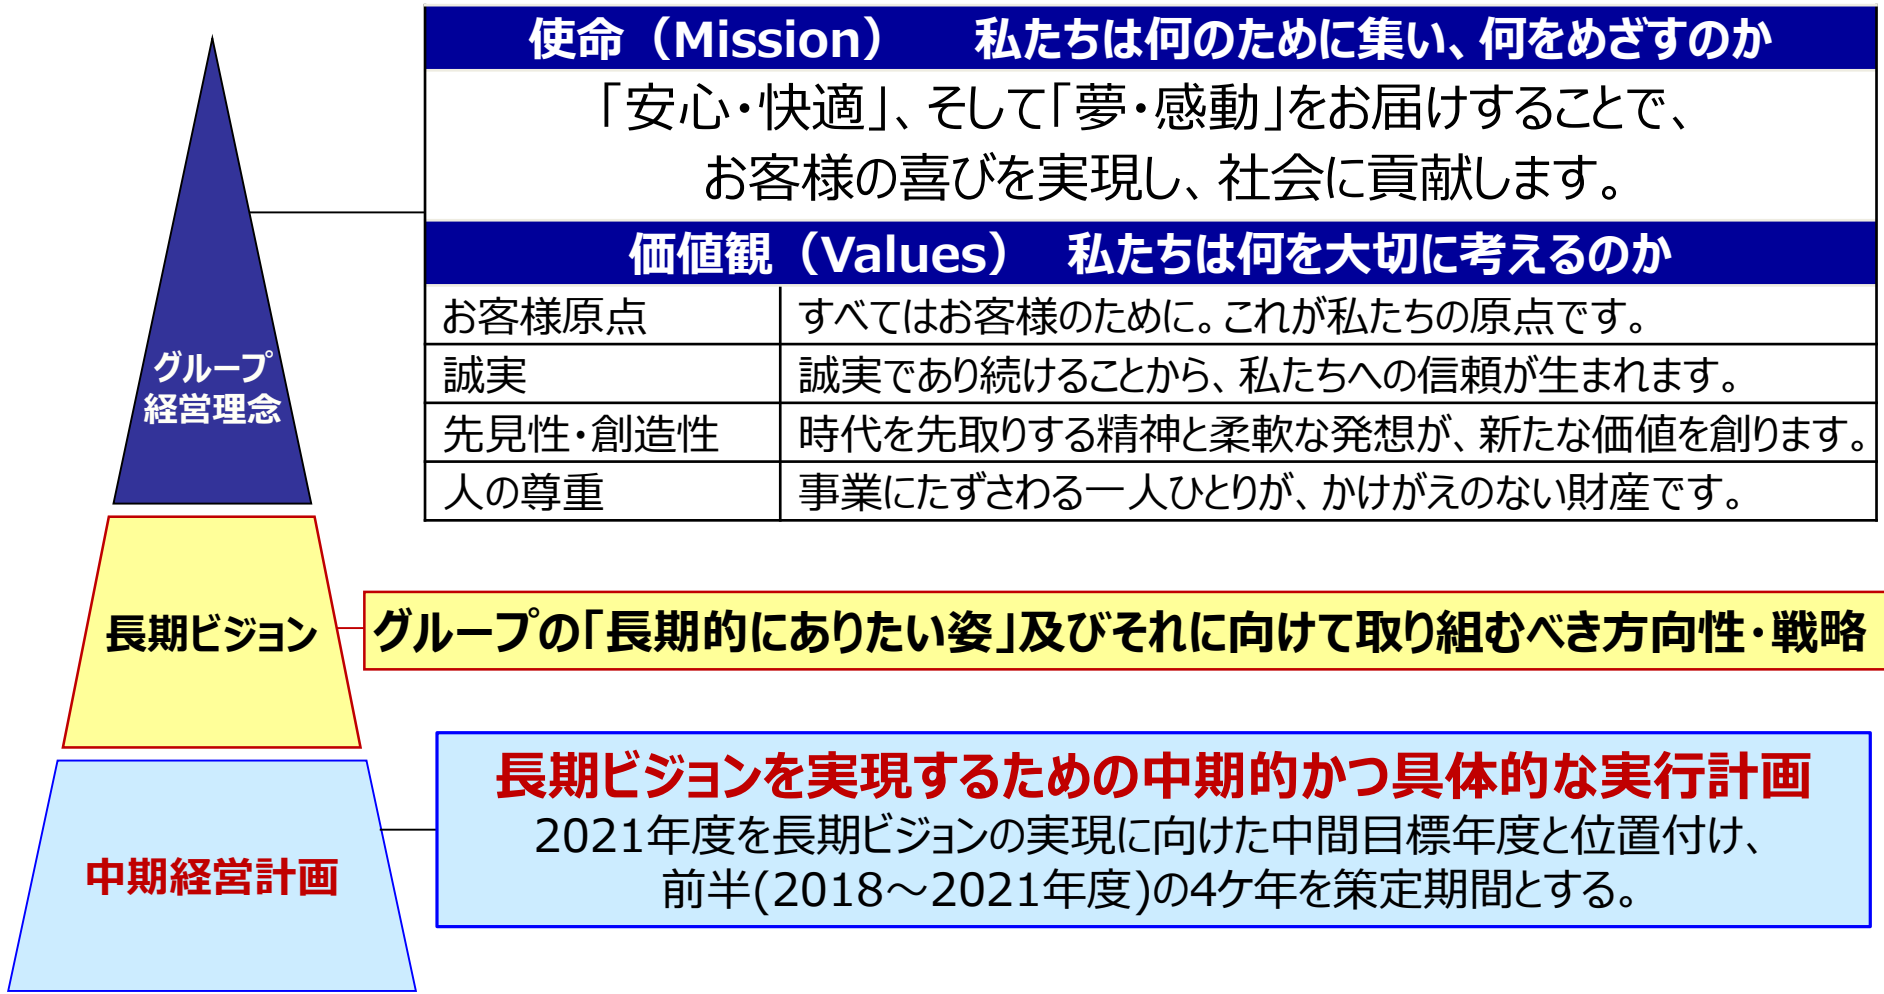 使命（Mission）　私たちは何のために集い、何をめざすのか
「安心・快適」、そして「夢・感動」をお届けすることで、
お客様の喜びを実現し、社会に貢献します。
価値観（Values）　私たちは何を大切に考えるのか
お客様原点　すべてはお客様のために。これが私たちの原点です。
誠実　誠実であり続けることから、私たちへの信頼が生まれます。
先見性・創造性　時代を先取りする精神と柔軟な発想が、新たな価値を創ります。
人の尊重　事業にたずさわる一人ひとりが、かけがえのない財産です。
グループ
経営理念
長期ビジョン
グループの「長期的にありたい姿」及びそれに向けて取り組むべき方向性・戦略
中期経営計画
長期ビジョンを実現するための中期的かつ具体的な実行計画
2021年度を長期ビジョンの実現に向けた中間目標年度と位置付け、
前半(2018～2021年度)の4ケ年を策定期間とする。